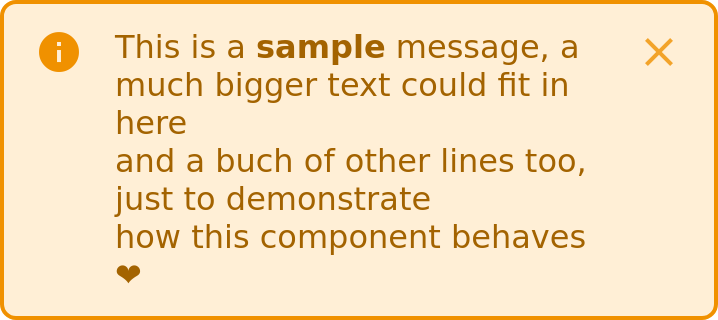 This is a sample message, a
much bigger text could fit in
here
and a buch of other lines too,
just to demonstrate
how this component behaves
❤